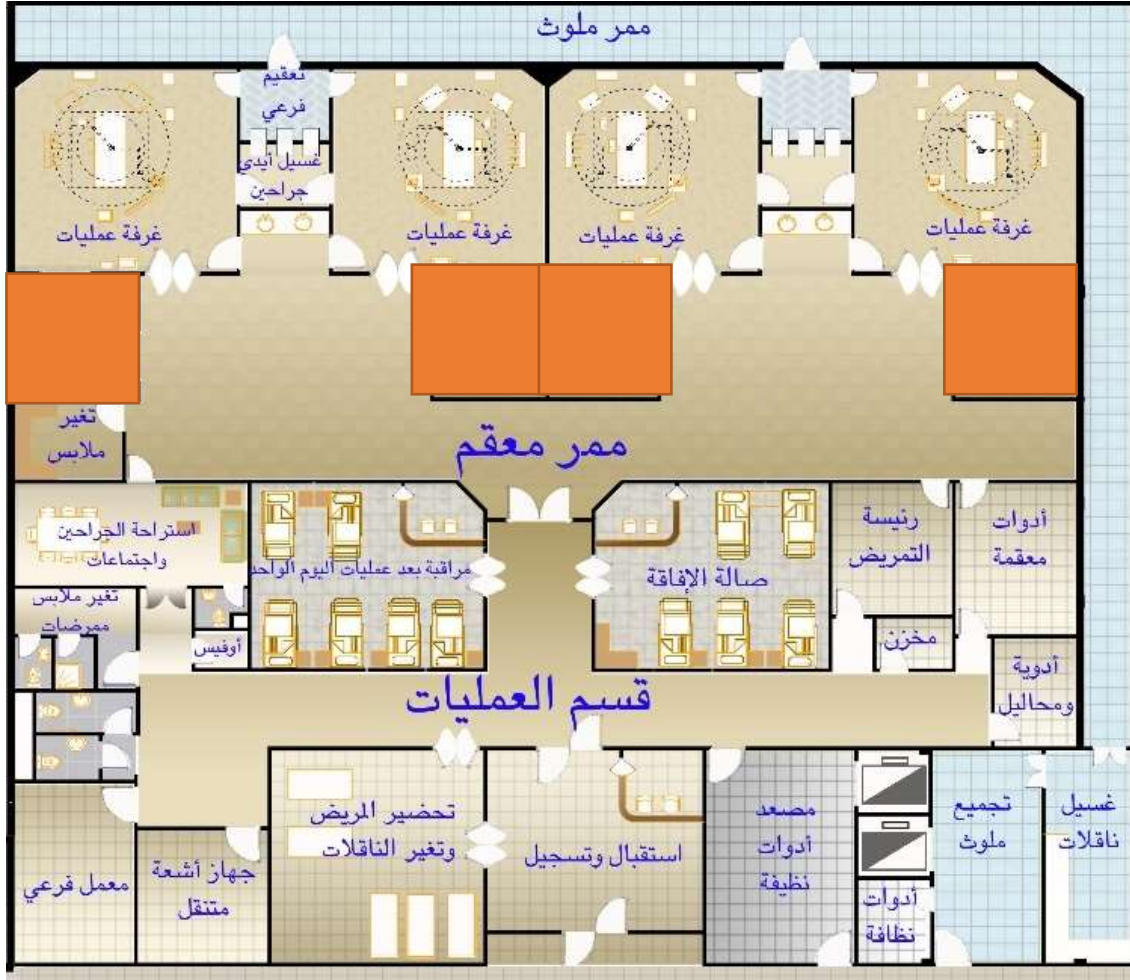 ممر ملوث
تعقيم
فرعي
غسيل أيدي
جراحين
غرفة عمليات
غرفة عمليات
غرفة عمليات
غرفة عمليات
تغير
ملابس
ممر معقم
استراحة الجراحين
واجتماعات
مراقبة بعد عمليات اليوم الواحد
صالة الإفاقة
رئيسة
التمريض
أدوات
معقمة
تغير ملابس
ممرضات
أوفيس
مخزن
أدوية
ومحاليل
قسم العمليات
معمل فرعي
جهاز أشعة
متنقل
تحضير المريض
وتغير الناقلات
استقبال وتسجيل
مصعد
أدوات
نظيفة
أدوات
نظافة
تجميع
ملوث
غسيل
ناقلات